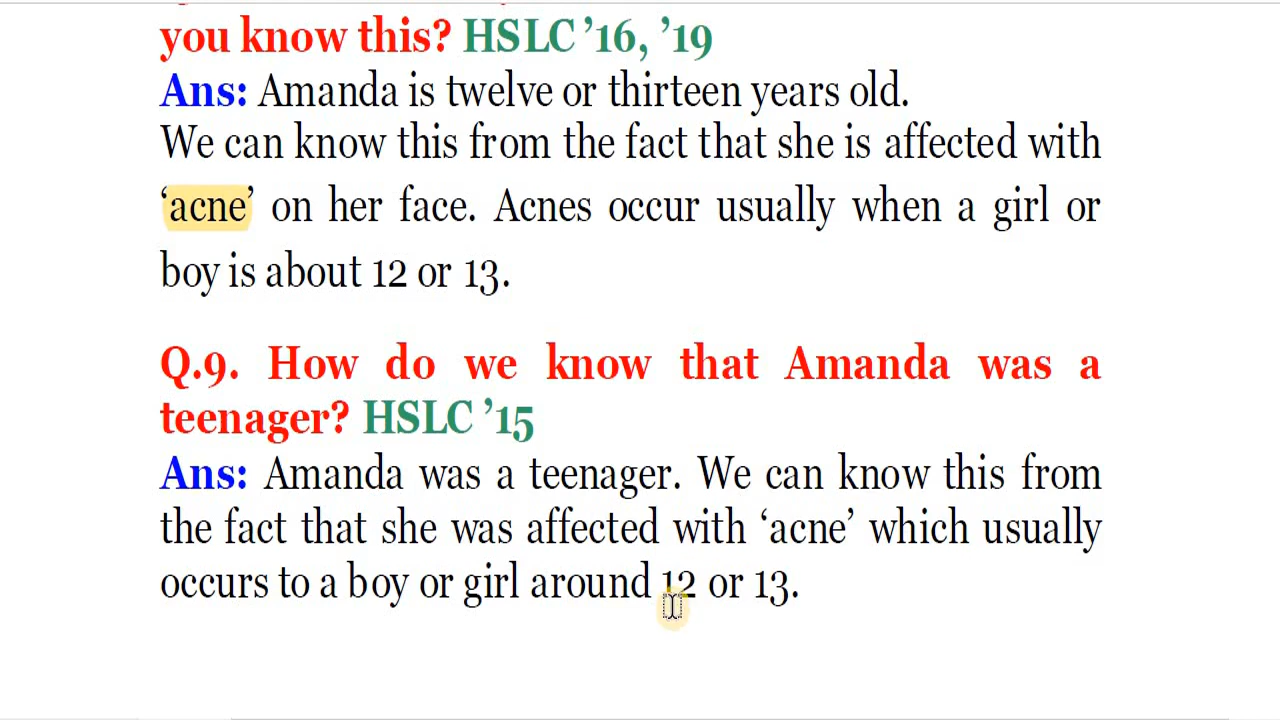 you know this? HSLC ’16, ’19
Ans: Amanda is twelve or thirteen years old.
We can know this from the fact that she is affected with
‘acne’ on her face. Acnes occur usually when a girl or
boy is about 12 or 13.
Q.9. How do we know that Amanda was a
teenager? HSLC ’15
Ans: Amanda was a teenager. We can know this from
the fact that she was affected with ‘acne’ which usually
occurs to a boy or girl around 12 or 13.